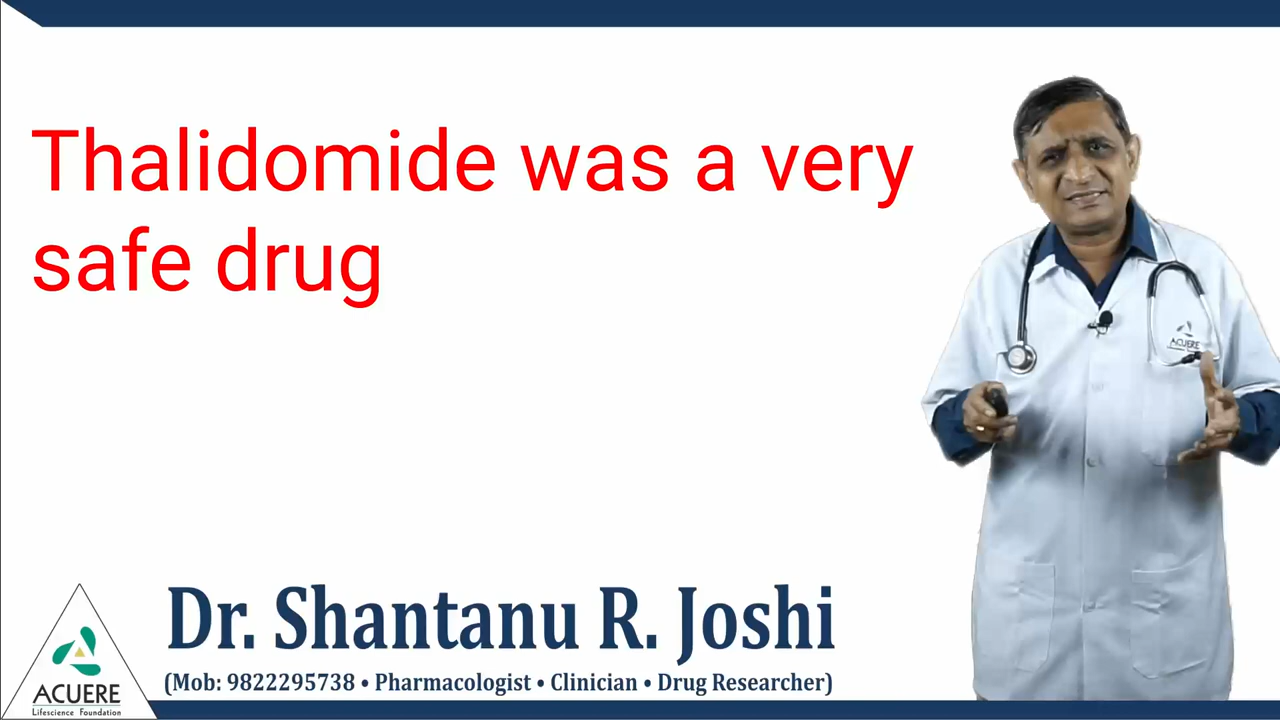 Thalidomide was a very
safe drug
ACUERE
Dr. Shantanu R. Joshi
(Mob: 9822295738 • Pharmacologist • Clinician • Drug Researcher)
ACUERE
Lifescience Foundation